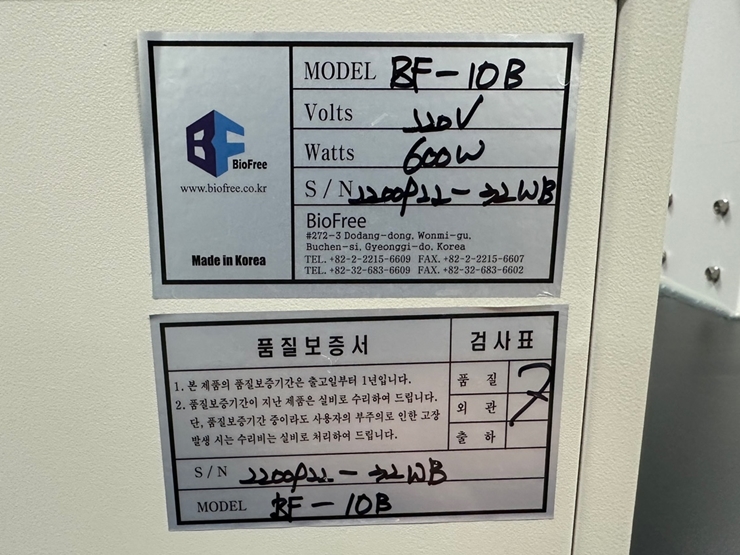 MODEL BF-10B
Volts 220V
Watts 600W
S/N 2200P22-32WB
BF BioFree
www.biofree.co.kr
Made in Korea
BioFree
#272-3 Dodang-dong, Wonmi-gu,
Buchen-si, Gyeonggi-do. Korea
TEL. +82-2-2215-6609 FAX. +82-2-2215-6607
TEL. +82-32-683-6609 FAX. +82-32-683-6602
품질보증서
1. 본 제품의 품질보증기간은 출고일부터 1년입니다.
2. 품질보증기간이 지난 제품은 실비로 수리하여 드립니다.
단, 품질보증기간 중이라도 사용자의 부주의로 인한 고장
발생 시는 수리비는 실비로 처리하여 드립니다.
검사표
품 질
외 관
출 하
S/N 2200P22-32WB
MODEL BF-10B